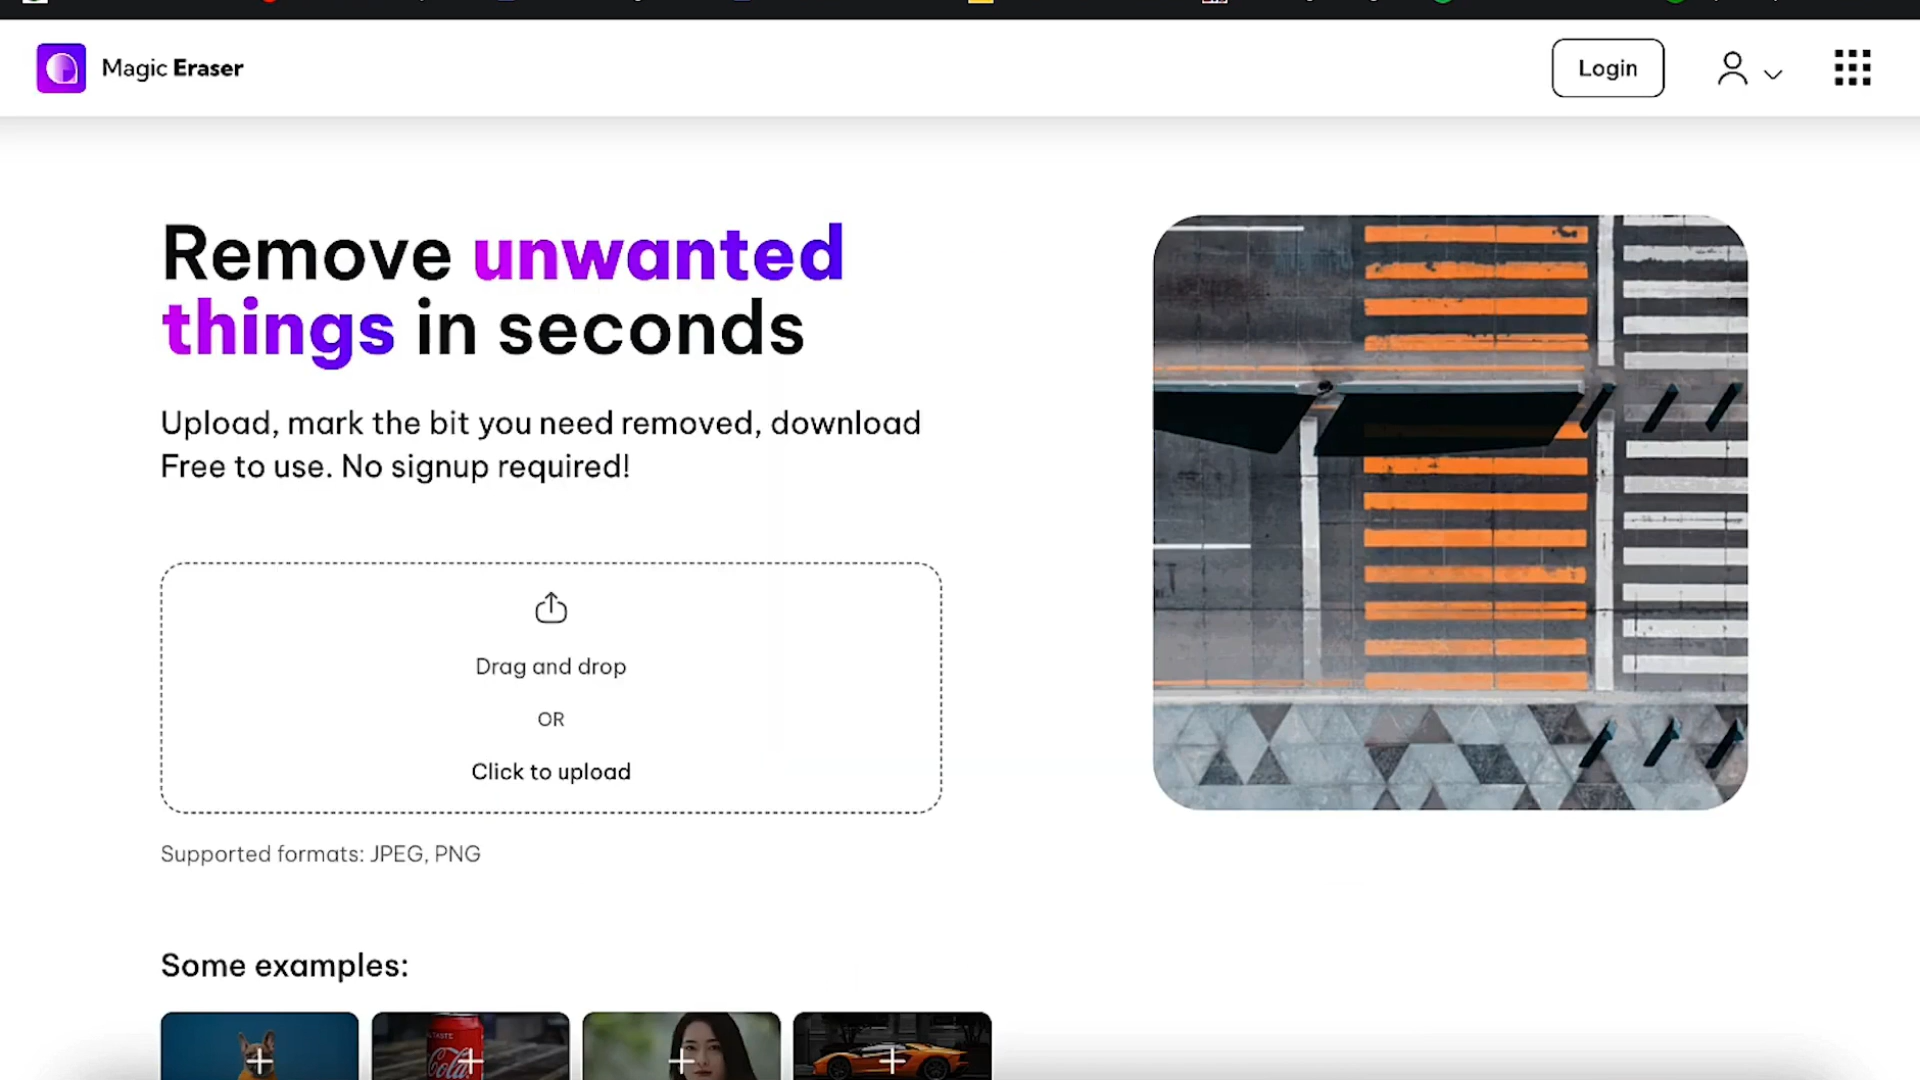 Magic Eraser
Login
Remove unwanted
things in seconds
Upload, mark the bit you need removed, download
Free to use. No signup required!
Drag and drop
OR
Click to upload
Supported formats: JPEG, PNG
Some examples: